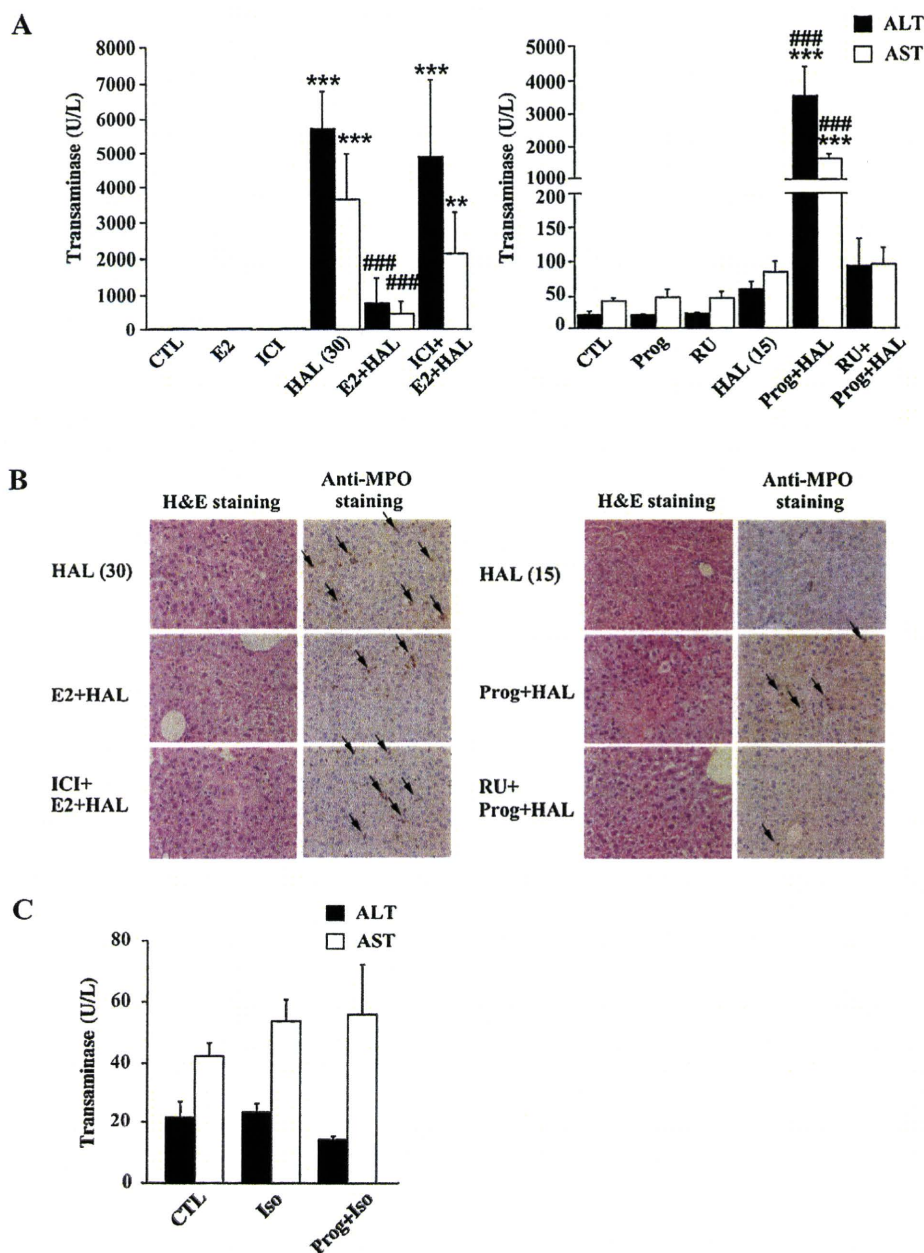 A
Transaminase (U/L)
8000
7000
6000
5000
4000
3000
2000
1000
0
***
***
###
###
***
**
CTL
E2
ICI
HAL (30)
E2+HAL
ICI+
E2+HAL
ALT
AST
Transaminase (U/L)
5000
4000
3000
2000
1000
200
150
100
50
0
###
***
###
***
CTL
Prog
RU
HAL (15)
Prog+HAL
RU+
Prog+HAL
B
H&E staining
Anti-MPO
staining
HAL (30)
E2+HAL
ICI+
E2+HAL
H&E staining
Anti-MPO
staining
HAL (15)
Prog+HAL
RU+
Prog+HAL
C
ALT
AST
Transaminase (U/L)
80
60
40
20
0
CTL
Iso
Prog+Iso